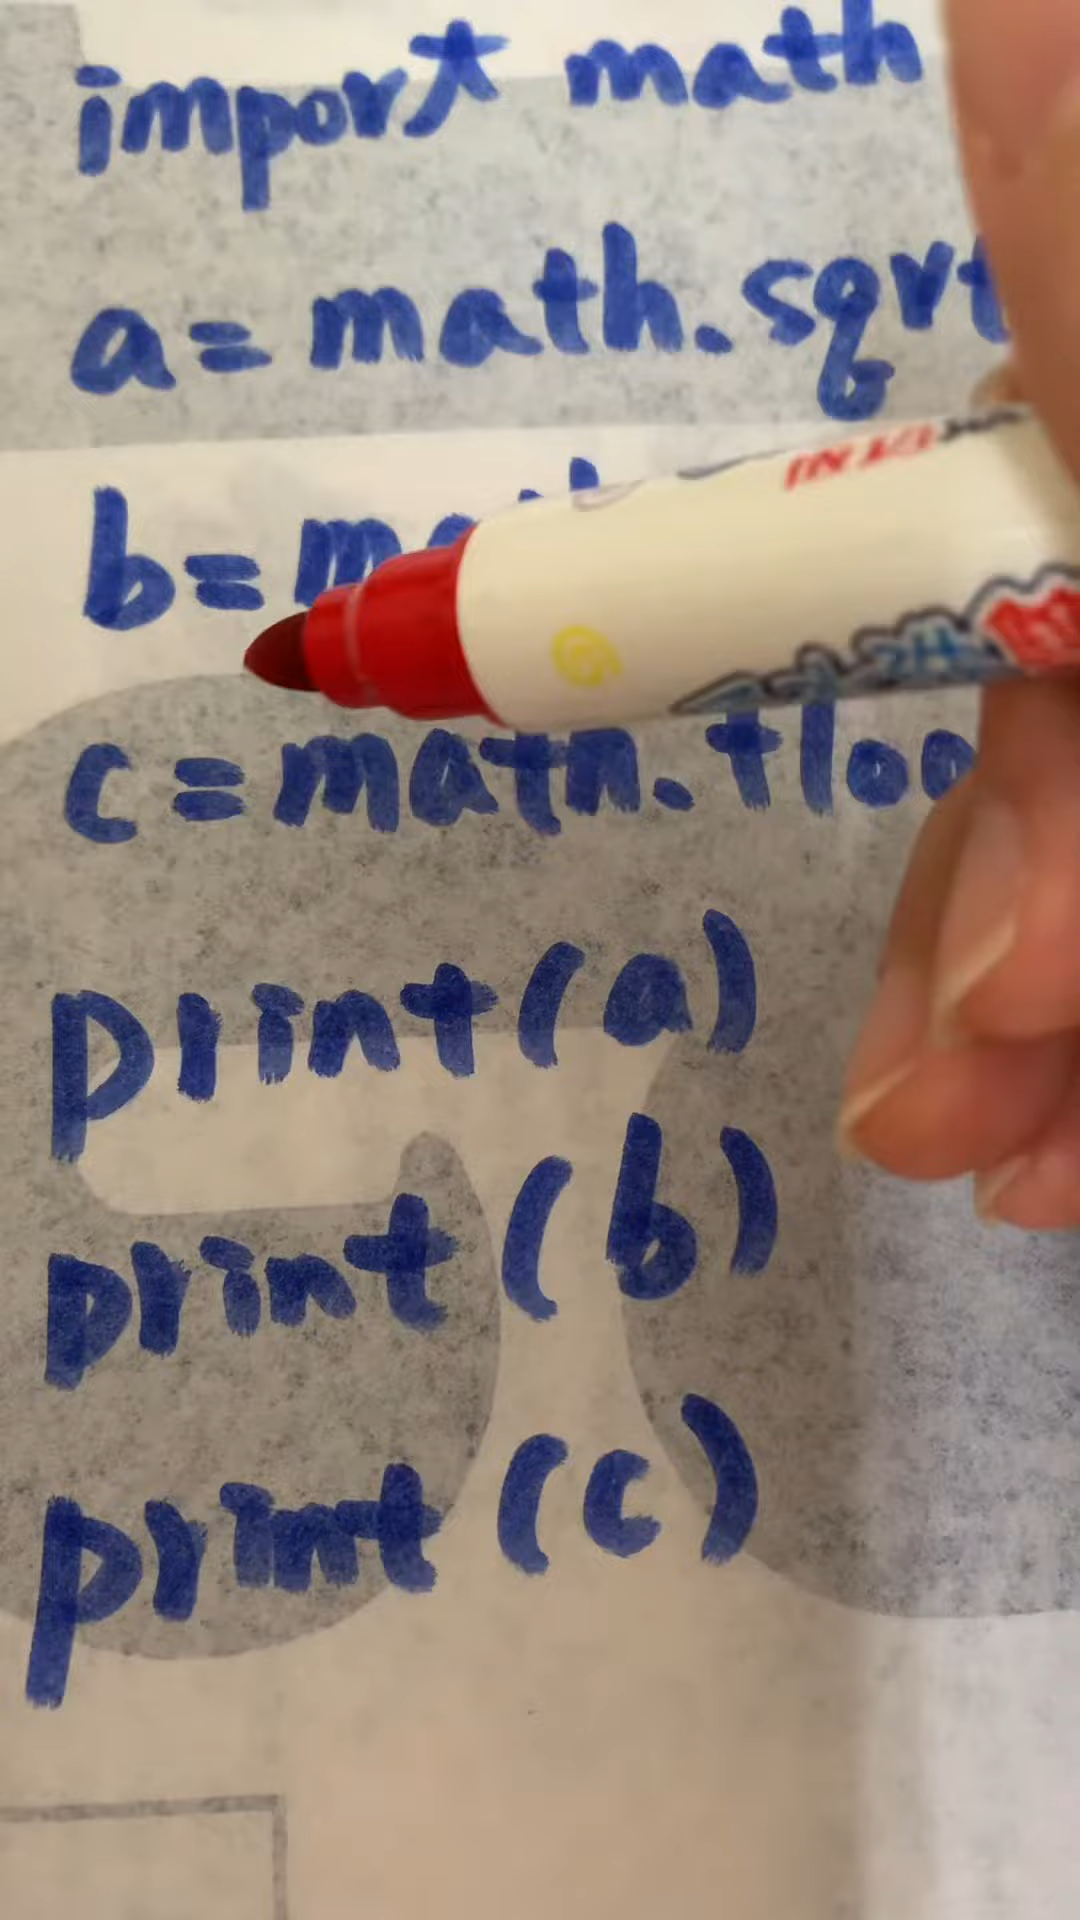 import math
a= math.sqrt
b=
c= math.floo
print(a)
print(b)
print(c)